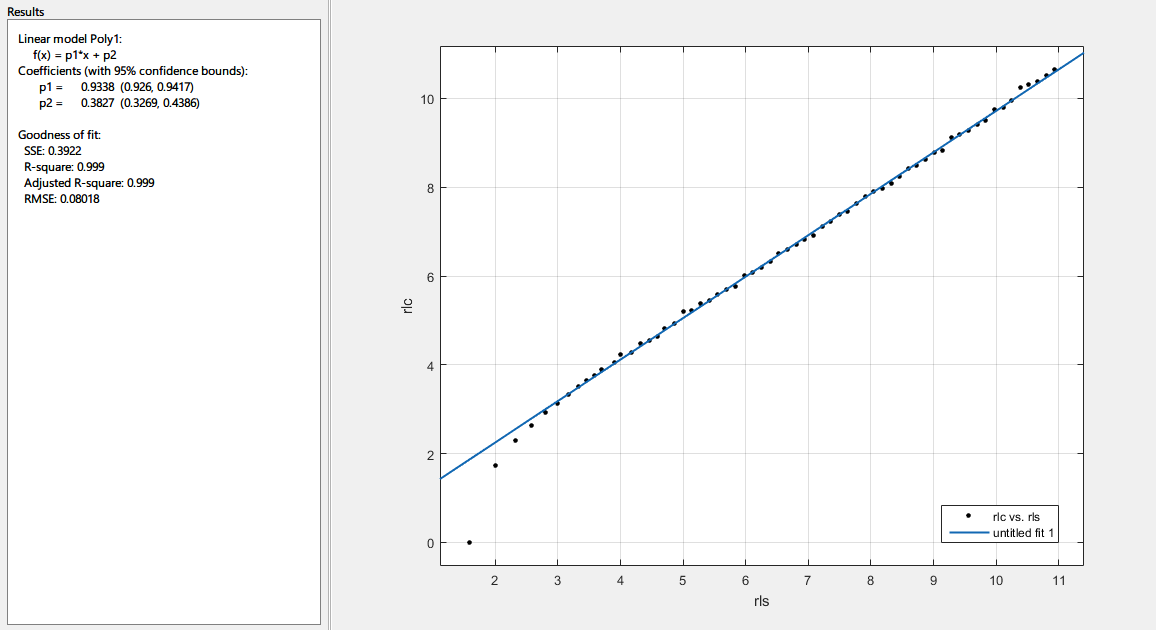 Results
Linear model Poly1:
f(x) = p1*x + p2
Coefficients (with 95% confidence bounds):
p1 = 0.9338 (0.926, 0.9417)
p2 = 0.3827 (0.3269, 0.4386)
Goodness of fit:
SSE: 0.3922
R-square: 0.999
Adjusted R-square: 0.999
RMSE: 0.08018
10
8
6
4
2
0
rlc
2 3 4 5 6 7 8 9 10 11
rls
rlc vs. rls
untitled fit 1